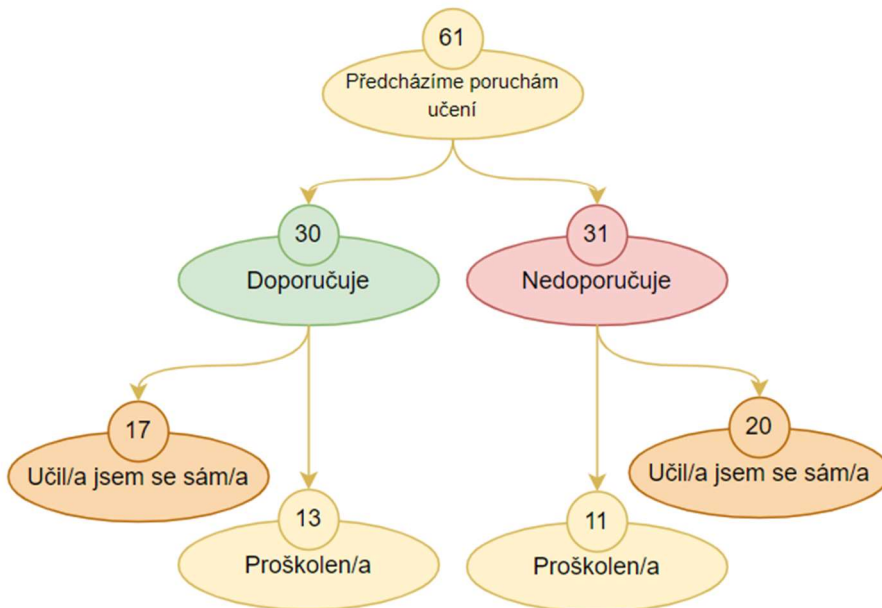 61
Předcházíme poruchám
učení
30
Doporučuje
31
Nedoporučuje
17
Učil/a jsem se sám/a
20
Učil/a jsem se sám/a
13
Proškolen/a
11
Proškolen/a